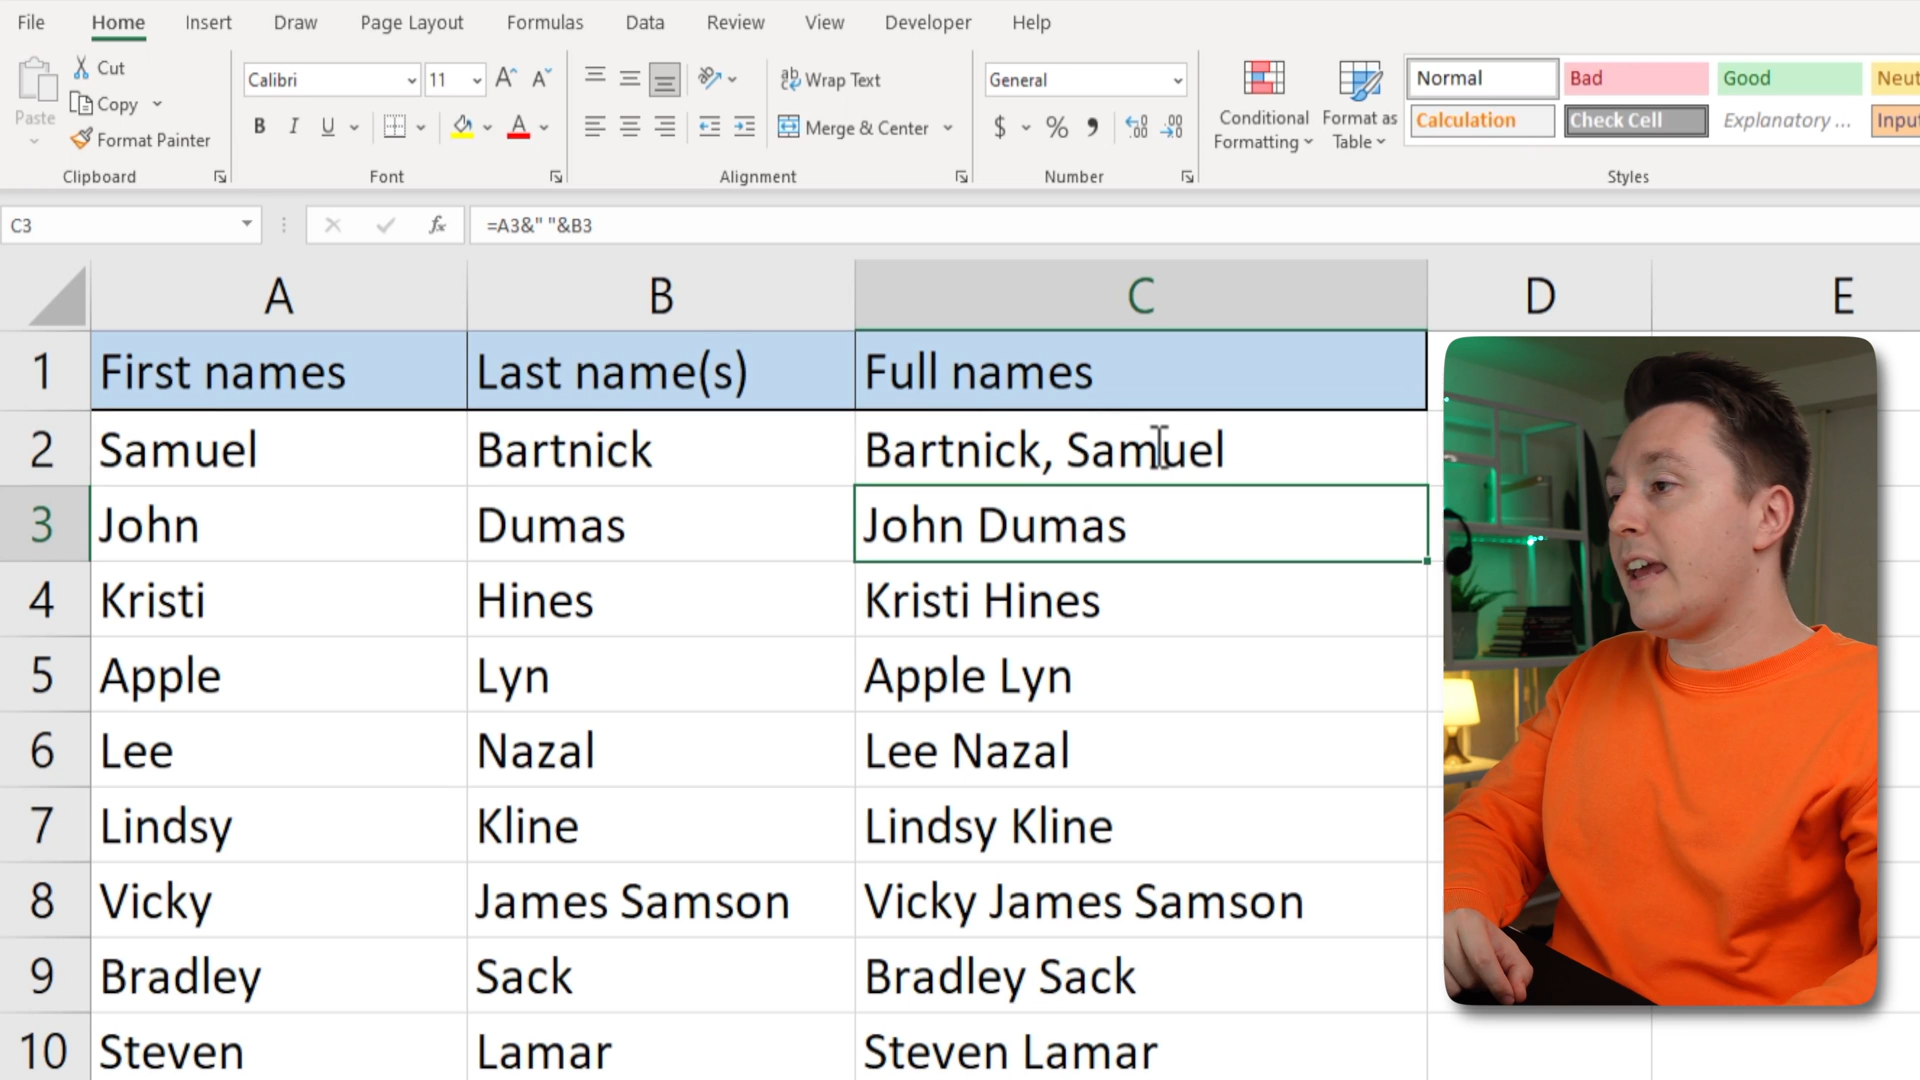 File Home Insert Draw Page Layout Formulas Data Review View Developer Help
Paste
Cut
Copy
Format Painter
Clipboard
Calibri 11 A^ A˅
B I U A
Font
ab Wrap Text
Merge & Center
Alignment
General
$ % , .00
Number
Conditional Formatting
Format as Table
Normal Bad Good Neut
Calculation Check Cell Explanatory ... Input
Styles
C3 fx =A3&" "&B3
A B C D E
1 First names Last name(s) Full names
2 Samuel Bartnick Bartnick, Samuel
3 John Dumas John Dumas
4 Kristi Hines Kristi Hines
5 Apple Lyn Apple Lyn
6 Lee Nazal Lee Nazal
7 Lindsy Kline Lindsy Kline
8 Vicky James Samson Vicky James Samson
9 Bradley Sack Bradley Sack
10 Steven Lamar Steven Lamar